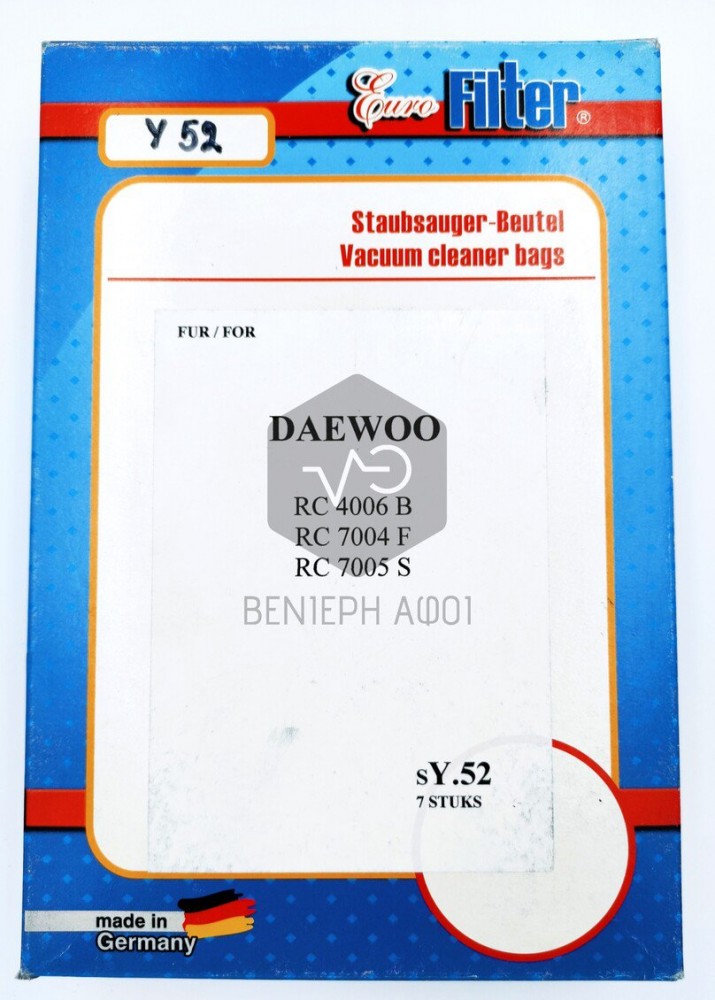 Euro Filter®
Y 52
Staubsauger-Beutel
Vacuum cleaner bags
FUR / FOR
DAEWOO
RC 4006 B
RC 7004 F
RC 7005 S
ΒΕΝΙΕΡΗ ΑΦΟΙ
sY.52
7 STUKS
made in
Germany